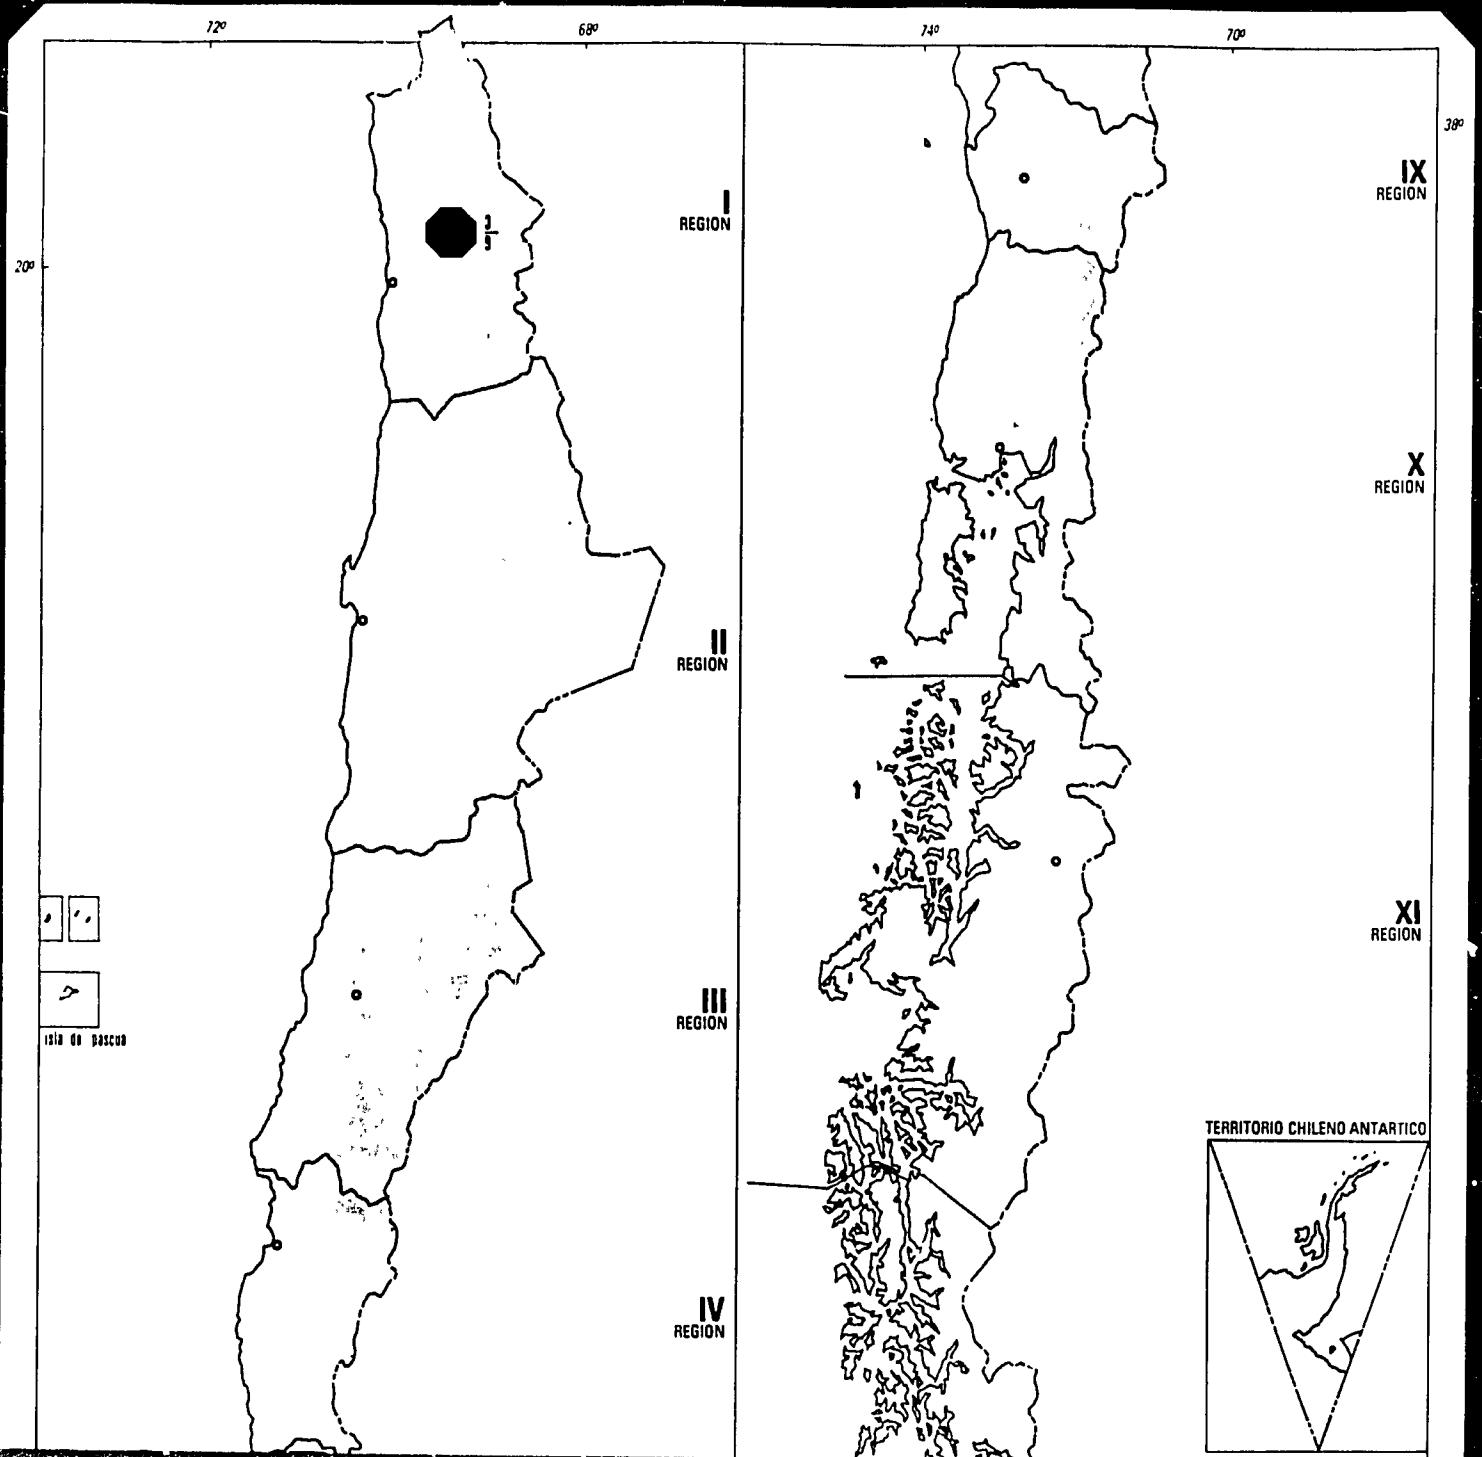 72º 68º 74º 70º
38º
IX
REGION
I
REGION
20º
X
REGION
II
REGION
XI
REGION
III
REGION
isla de pascua
TERRITORIO CHILENO ANTARTICO
IV
REGION